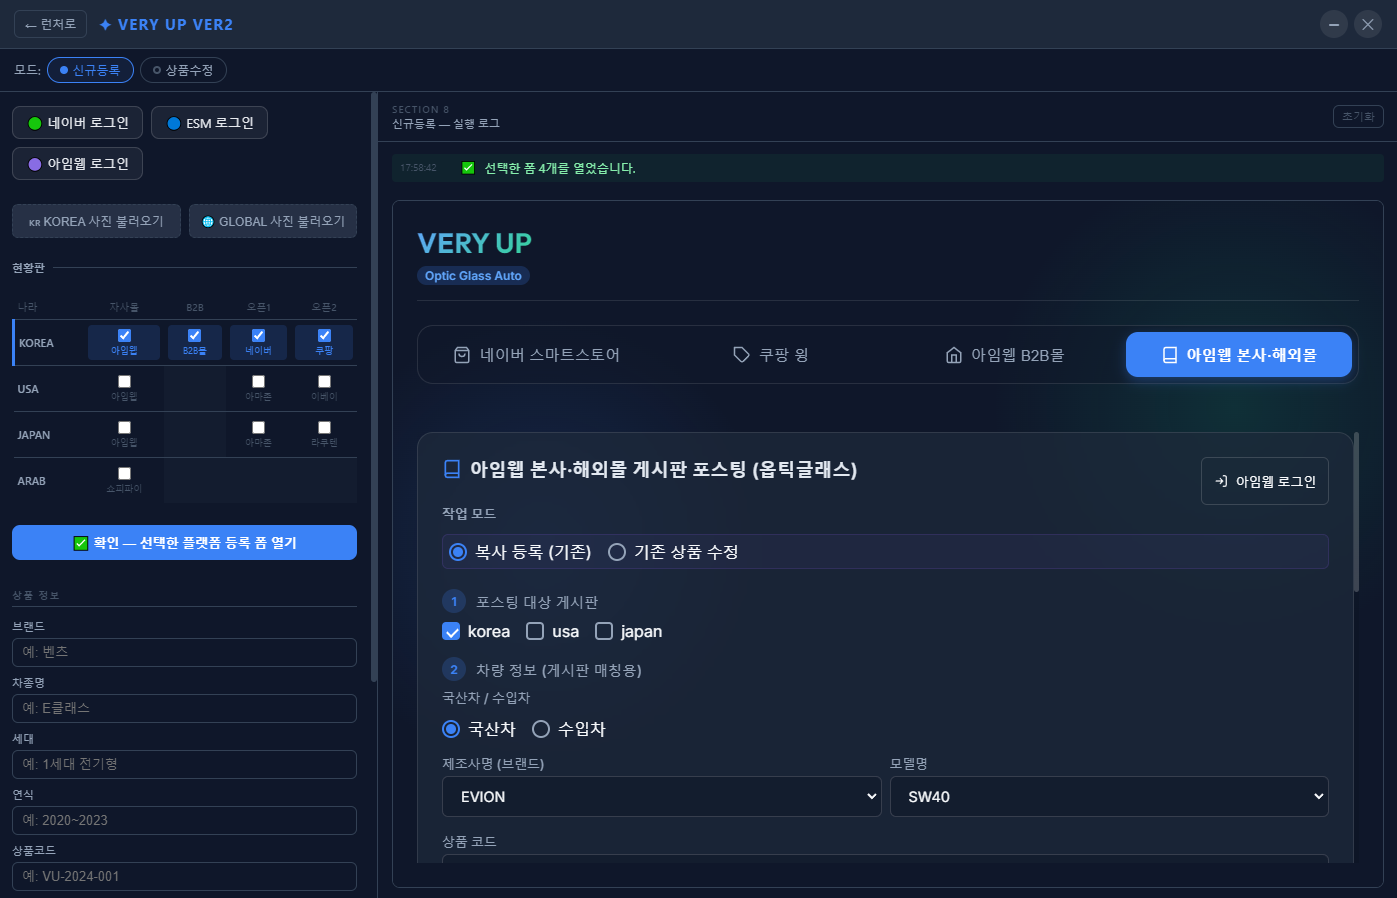 ← 런처로
✦ VERY UP VER2
모드:
신규등록
상품수정
네이버 로그인
ESM 로그인
아임웹 로그인
KR KOREA 사진 불러오기
GLOBAL 사진 불러오기
현황판
나라 자사몰 B2B 오픈1 오픈2
KOREA 아임웹 B2B몰 네이버 쿠팡
USA 아임웹 아마존 이베이
JAPAN 아임웹 아마존 라쿠텐
ARAB 쇼피파이
✅ 확인 — 선택한 플랫폼 등록 폼 열기
상품 정보
브랜드
예: 벤츠
차종명
예: E클래스
세대
예: 1세대 전기형
연식
예: 2020~2023
상품코드
예: VU-2024-001
SECTION 8
신규등록 — 실행 로그
초기화
17:58:42 ✅ 선택한 폼 4개를 열었습니다.
VERY UP
Optic Glass Auto
네이버 스마트스토어
쿠팡 윙
아임웹 B2B몰
아임웹 본사·해외몰
아임웹 본사·해외몰 게시판 포스팅 (옵틱글래스)
아임웹 로그인
작업 모드
복사 등록 (기존)
기존 상품 수정
1 포스팅 대상 게시판
korea
usa
japan
2 차량 정보 (게시판 매칭용)
국산차 / 수입차
국산차
수입차
제조사명 (브랜드)
모델명
EVION
SW40
상품 코드